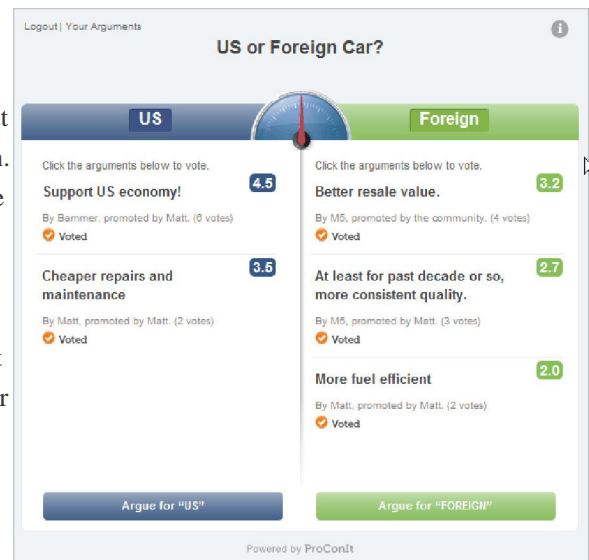 Logout | Your Arguments
US or Foreign Car?
US
Foreign
Click the arguments below to vote.
Support US economy!
4.5
By Bammer, promoted by Matt. (6 votes)
Voted
Cheaper repairs and
maintenance
3.5
By Matt, promoted by Matt. (2 votes)
Voted
Click the arguments below to vote.
Better resale value.
3.2
By M5, promoted by the community. (4 votes)
Voted
At least for past decade or so,
more consistent quality.
2.7
By M5, promoted by Matt. (3 votes)
Voted
More fuel efficient
2.0
By Matt, promoted by Matt. (2 votes)
Voted
Argue for "US"
Argue for "FOREIGN"
Powered by ProConIt